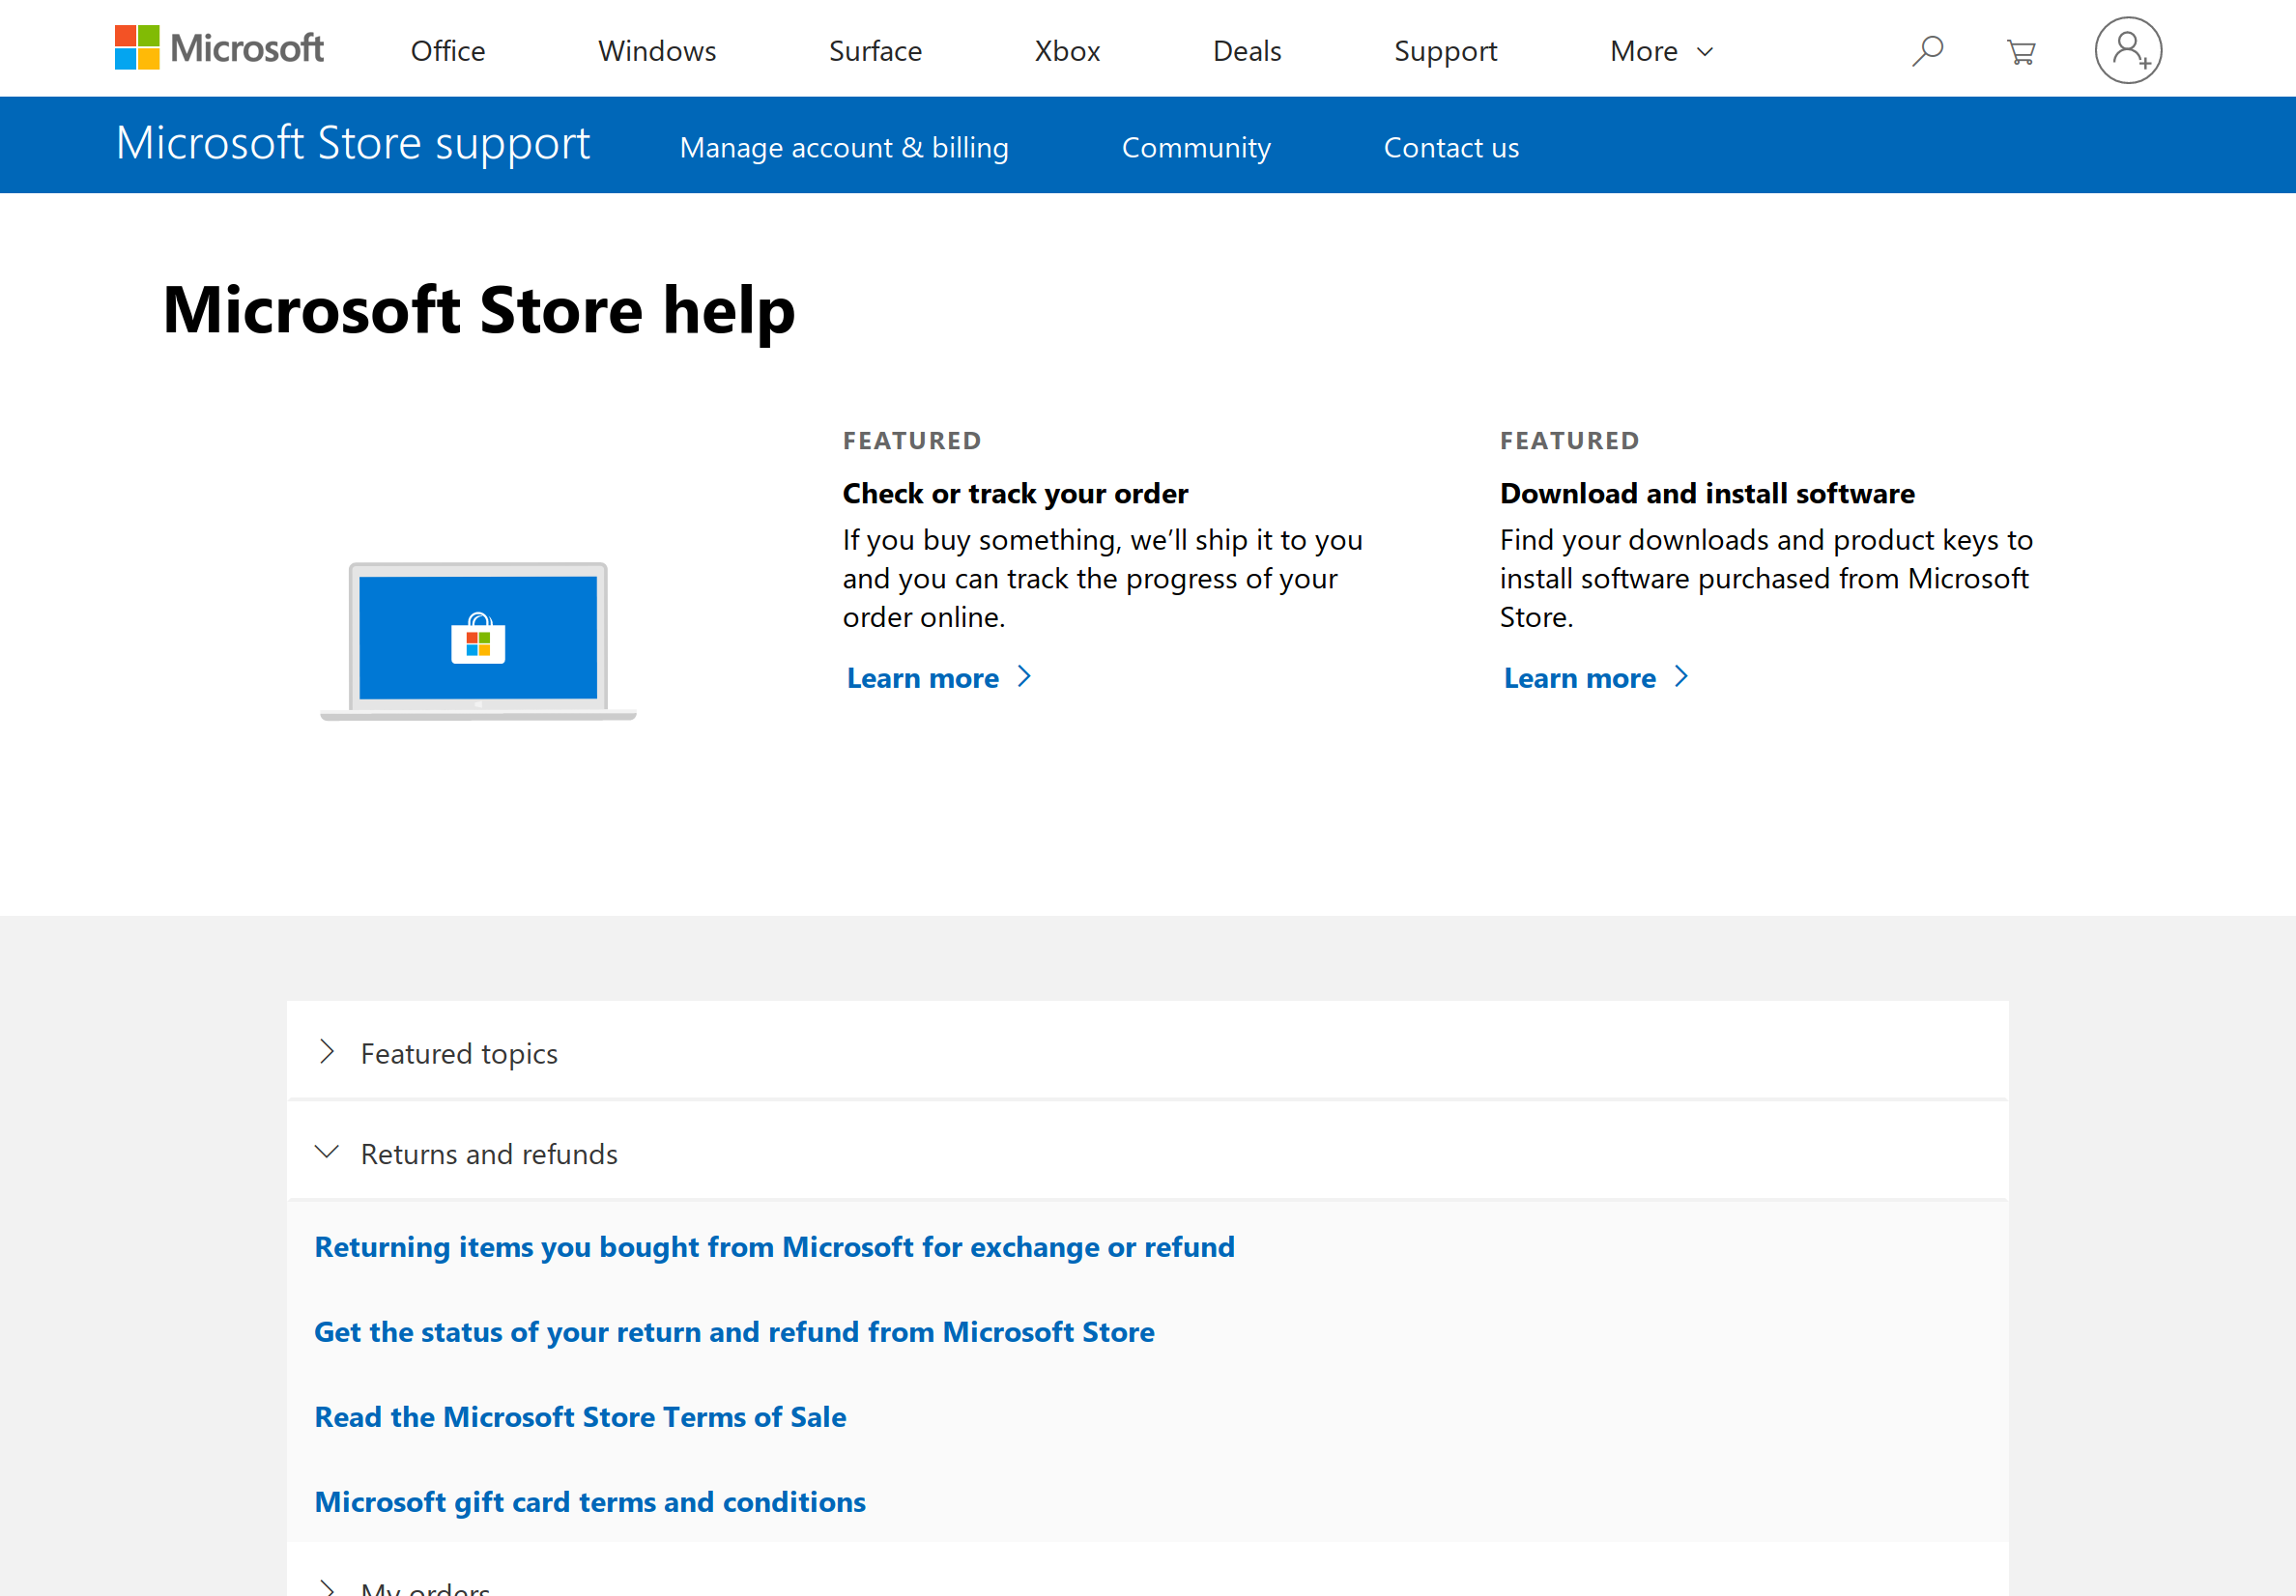 Microsoft Office Windows Surface Xbox Deals Support More
Microsoft Store support Manage account & billing Community Contact us
Microsoft Store help
FEATURED
Check or track your order
If you buy something, we’ll ship it to you
and you can track the progress of your
order online.
Learn more
FEATURED
Download and install software
Find your downloads and product keys to
install software purchased from Microsoft
Store.
Learn more
Featured topics
Returns and refunds
Returning items you bought from Microsoft for exchange or refund
Get the status of your return and refund from Microsoft Store
Read the Microsoft Store Terms of Sale
Microsoft gift card terms and conditions
My orders